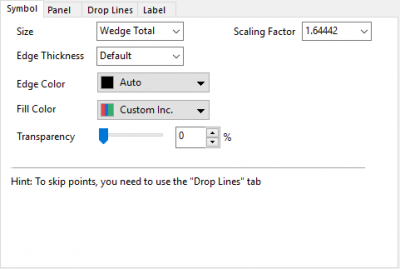 Symbol Panel Drop Lines Label
Size Wedge Total Scaling Factor 1.64442
Edge Thickness Default
Edge Color Auto
Fill Color Custom Inc.
Transparency 0 %
Hint: To skip points, you need to use the "Drop Lines" tab